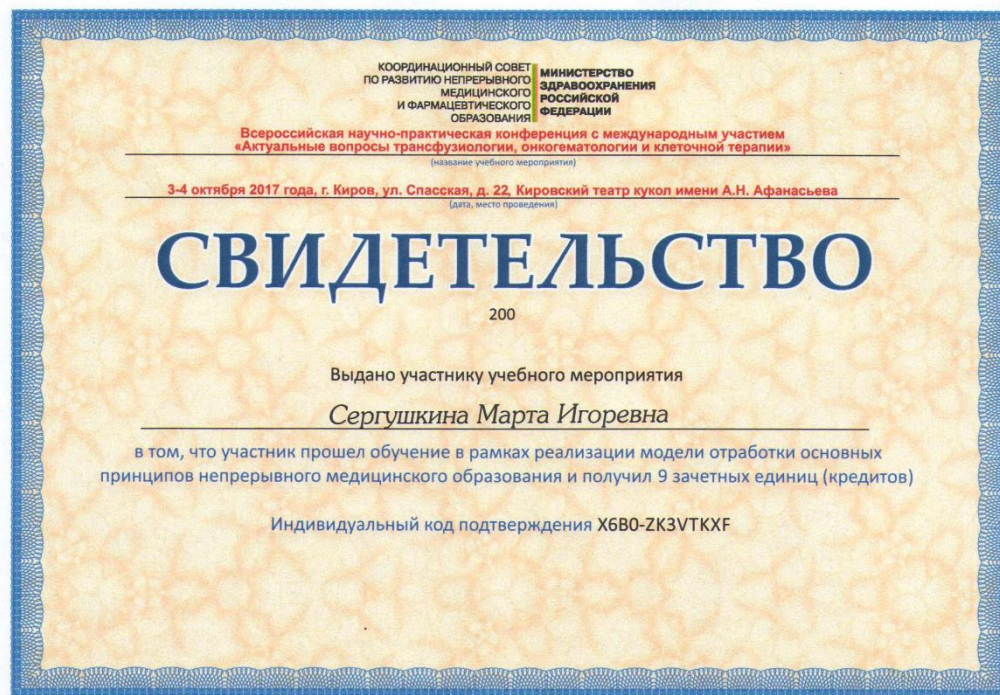 КООРДИНАЦИОННЫЙ СОВЕТ
ПО РАЗВИТИЮ НЕПРЕРЫВНОГО
МЕДИЦИНСКОГО
И ФАРМАЦЕВТИЧЕСКОГО
ОБРАЗОВАНИЯ
МИНИСТЕРСТВО
ЗДРАВООХРАНЕНИЯ
РОССИЙСКОЙ
ФЕДЕРАЦИИ
Всероссийская научно-практическая конференция с международным участием
«Актуальные вопросы трансфузиологии, онкогематологии и клеточной терапии»
(название учебного мероприятия)
3-4 октября 2017 года, г. Киров, ул. Спасская, д. 22, Кировский театр кукол имени А.Н. Афанасьева
(дата, место проведения)
СВИДЕТЕЛЬСТВО
200
Выдано участнику учебного мероприятия
Сергушкина Марта Игоревна
в том, что участник прошел обучение в рамках реализации модели отработки основных
принципов непрерывного медицинского образования и получил 9 зачетных единиц (кредитов)
Индивидуальный код подтверждения X6B0-ZK3VTKXF